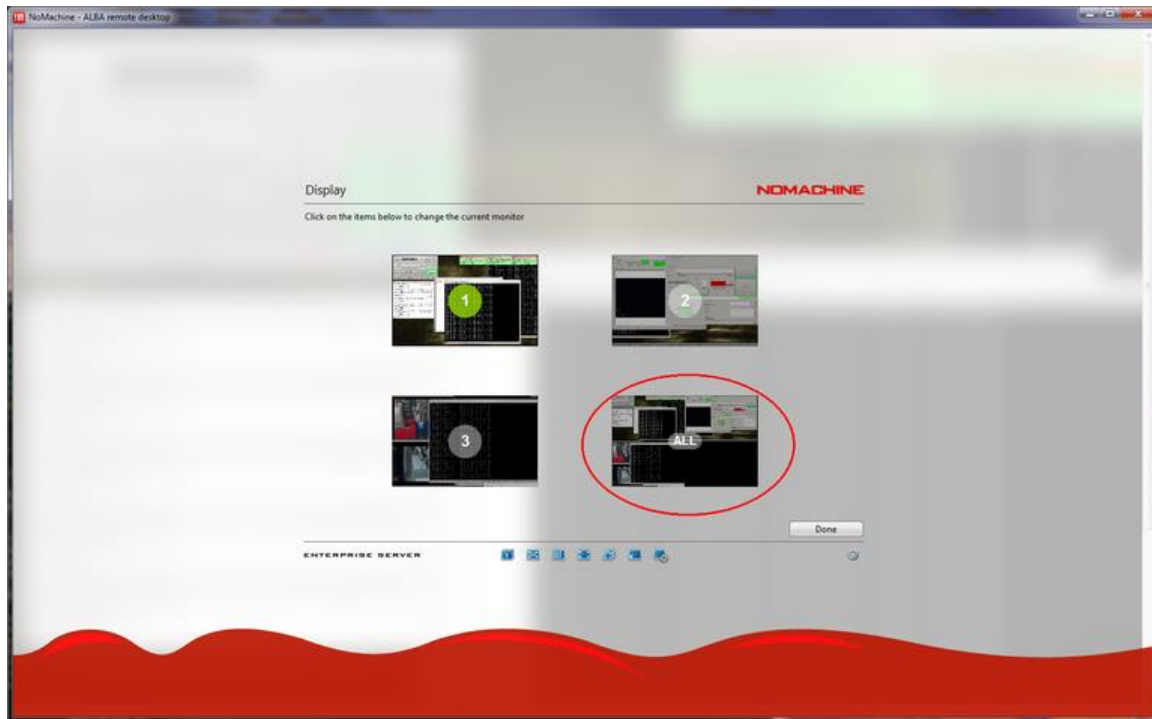 NoMachine - ALBA remote desktop
Display
NOMACHINE
Click on the items below to change the current monitor
1
2
3
ALL
Done
ENTERPRISE SERVER